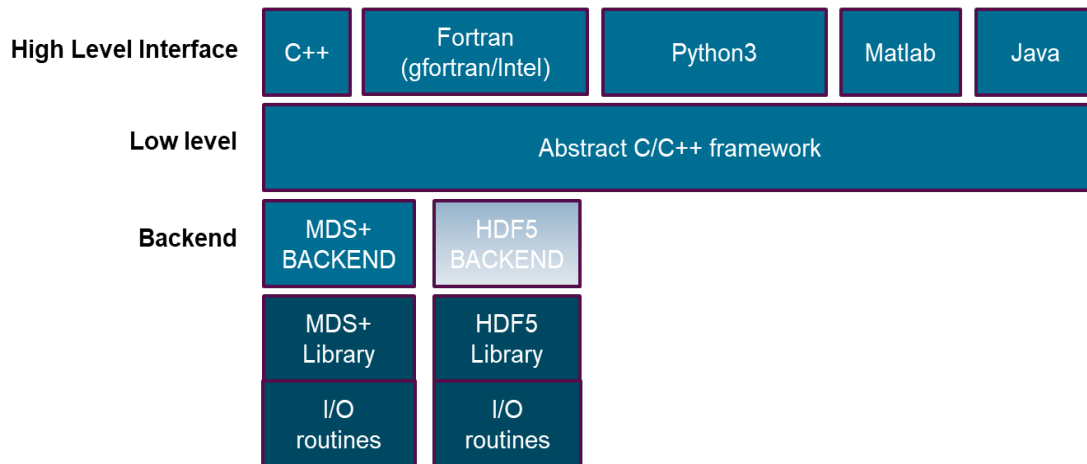 High Level Interface
C++
Fortran
(gfortran/Intel)
Python3
Matlab
Java
Low level
Abstract C/C++ framework
Backend
MDS+
BACKEND
HDF5
BACKEND
MDS+
Library
HDF5
Library
I/O
routines
I/O
routines